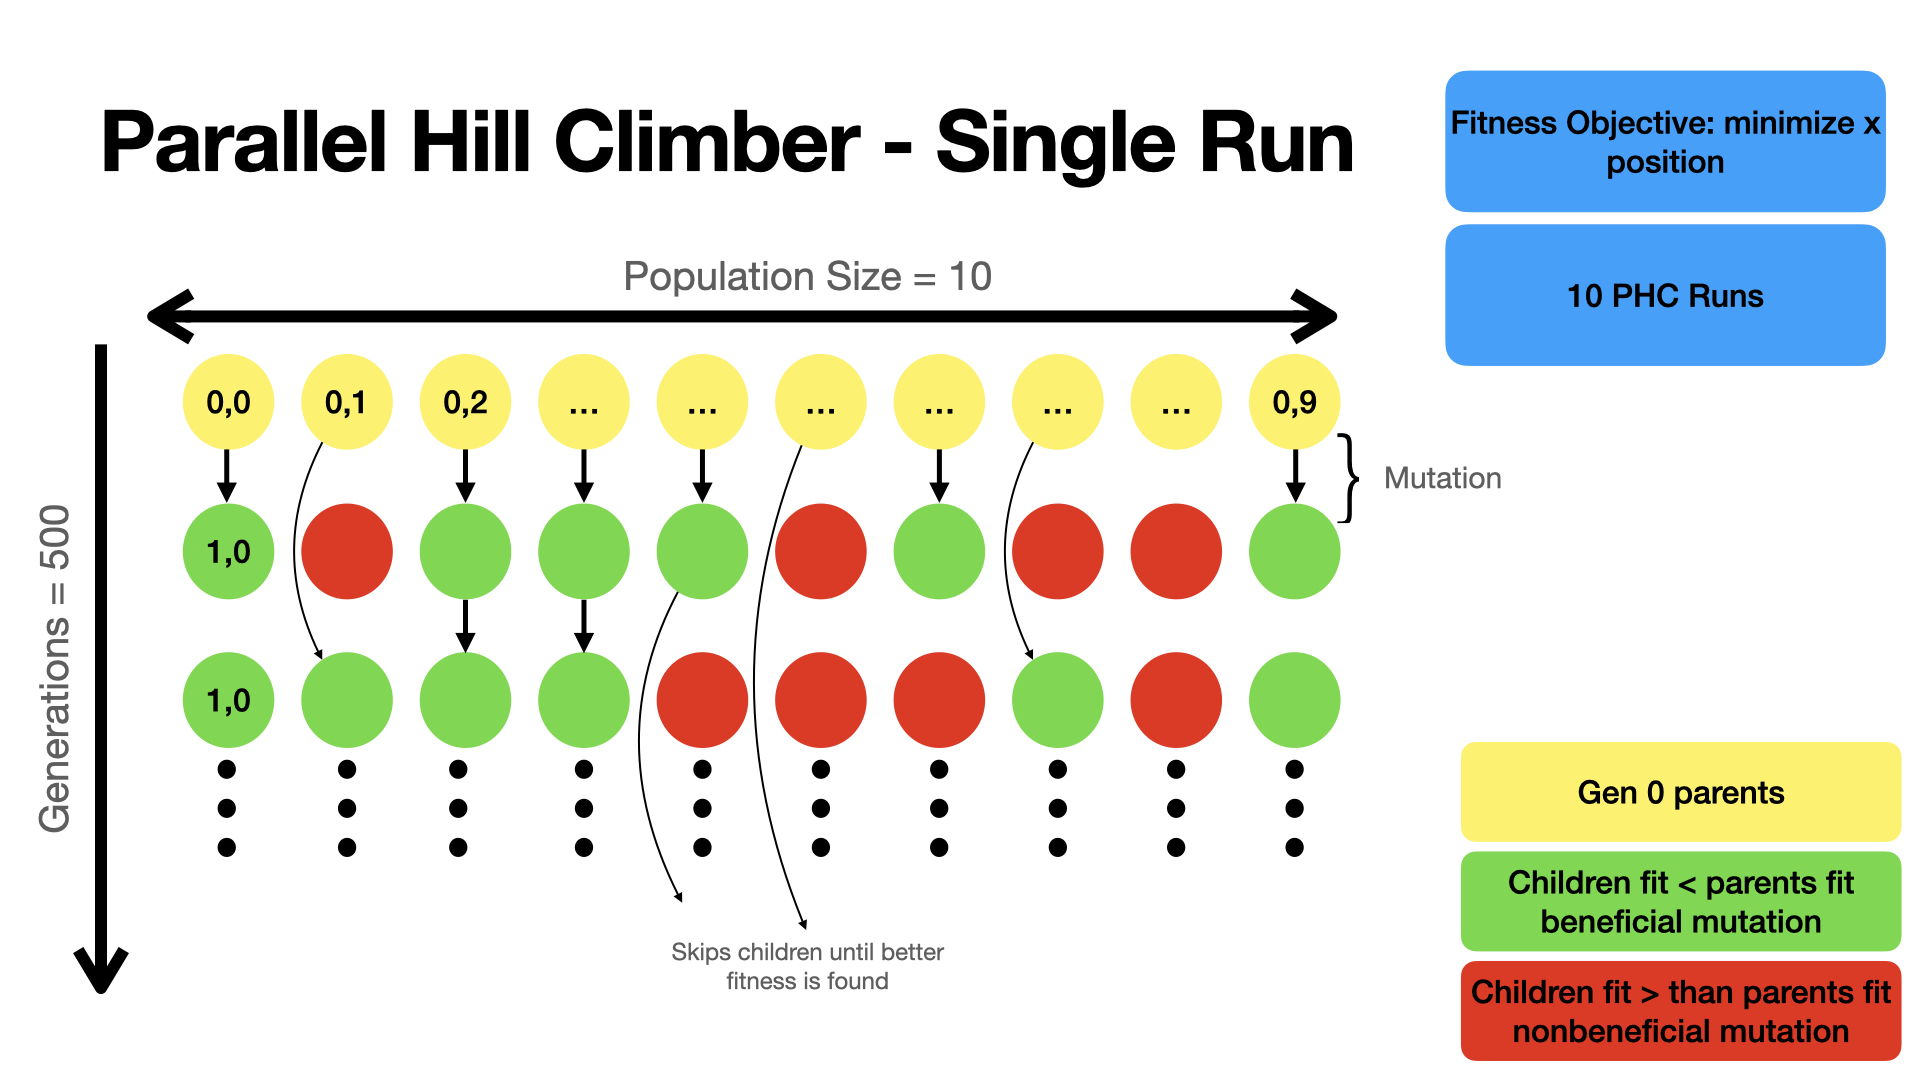 Parallel Hill Climber - Single Run
Fitness Objective: minimize x
position
10 PHC Runs
Population Size = 10
Generations = 500
0,0
0,1
0,2
...
...
...
...
...
...
0,9
Mutation
1,0
1,0
Skips children until better
fitness is found
Gen 0 parents
Children fit < parents fit
beneficial mutation
Children fit > than parents fit
nonbeneficial mutation